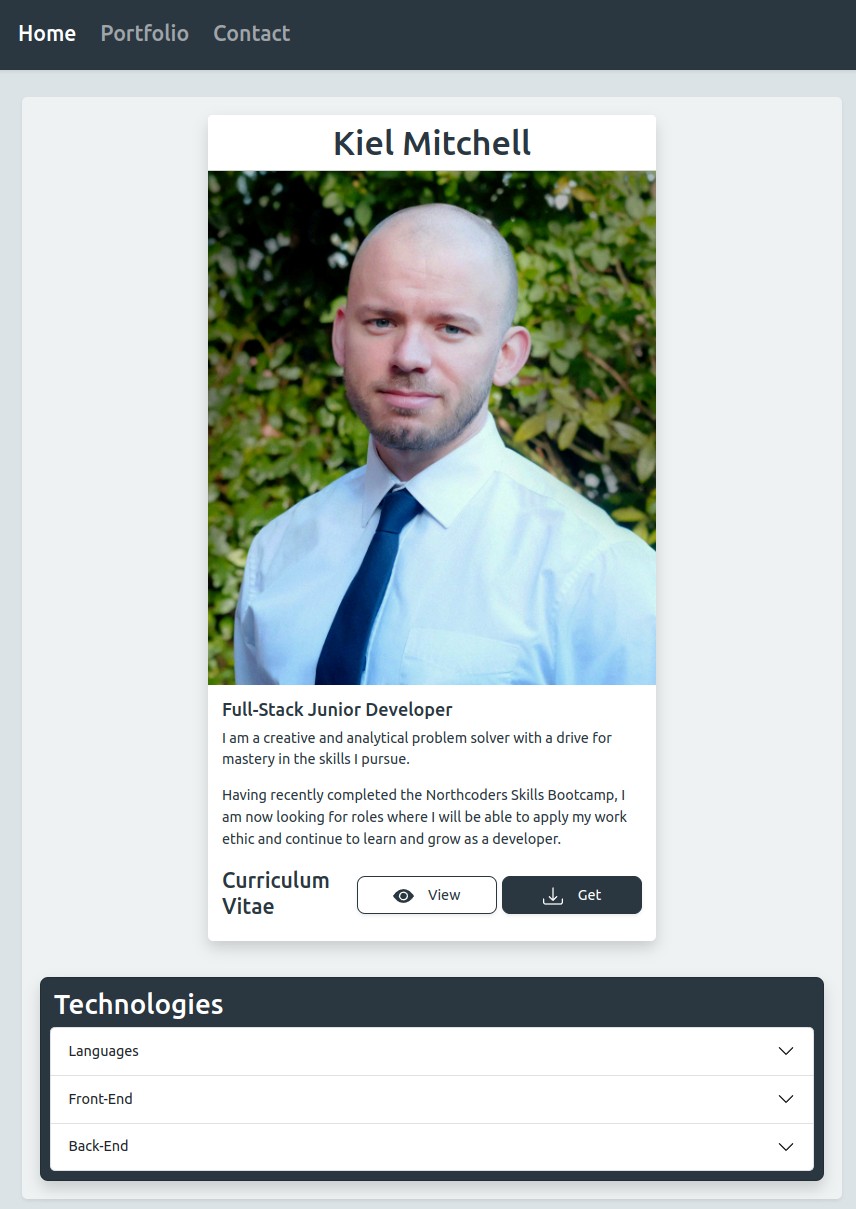 Home Portfolio Contact
Kiel Mitchell
Full-Stack Junior Developer
I am a creative and analytical problem solver with a drive for
mastery in the skills I pursue.
Having recently completed the Northcoders Skills Bootcamp, I
am now looking for roles where I will be able to apply my work
ethic and continue to learn and grow as a developer.
Curriculum
Vitae
View
Get
Technologies
Languages
Front-End
Back-End